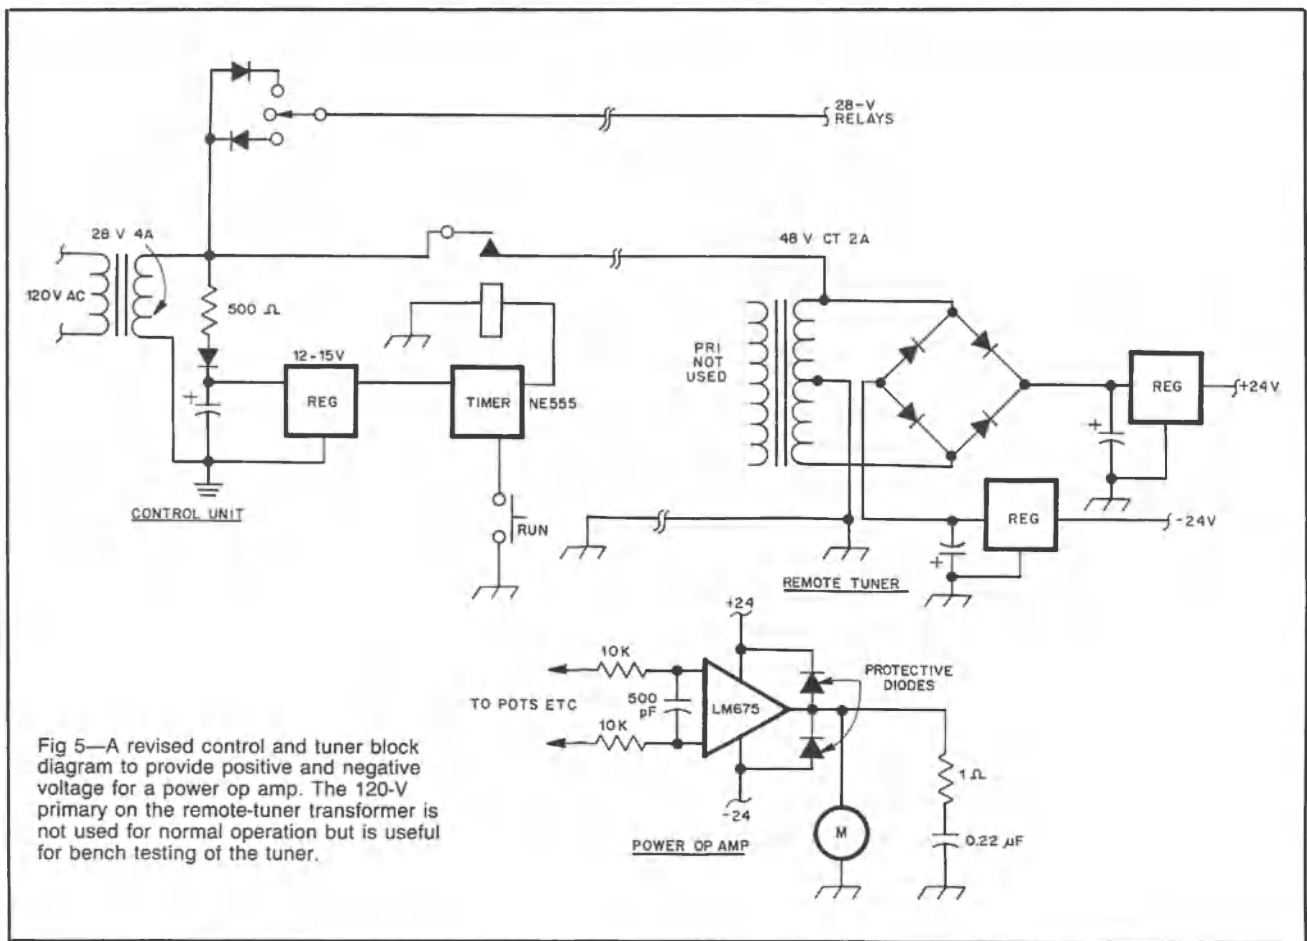 28-V
RELAYS
28 V 4A
48 V CT 2A
120V AC
500 Ω
12-15V
PRI
NOT
USED
REG
TIMER
NE555
REG
+24V
+
+
CONTROL UNIT
RUN
REG
-24V
+
REMOTE TUNER
+24
10K
PROTECTIVE
DIODES
TO POTS ETC
500
pF
LM675
10K
1Ω
-24
M
0.22 µF
POWER OP AMP
Fig 5—A revised control and tuner block
diagram to provide positive and negative
voltage for a power op amp. The 120-V
primary on the remote-tuner transformer is
not used for normal operation but is useful
for bench testing of the tuner.